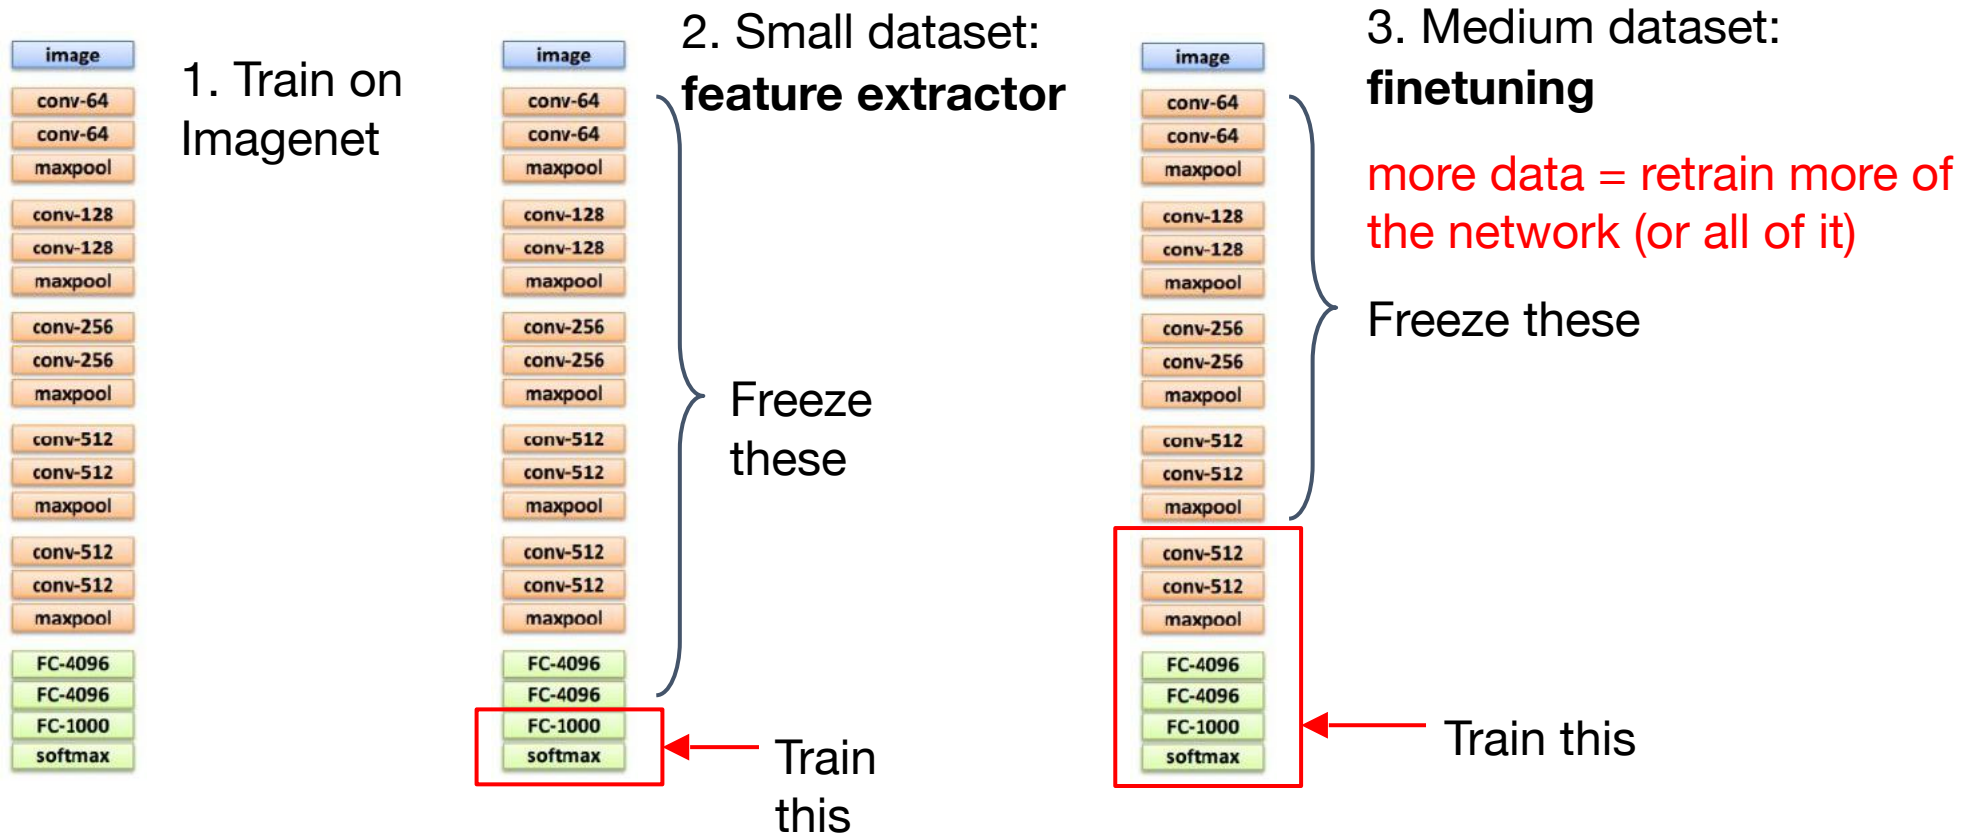 image
conv-64
conv-64
maxpool
conv-128
conv-128
maxpool
conv-256
conv-256
maxpool
conv-512
conv-512
maxpool
conv-512
conv-512
maxpool
FC-4096
FC-4096
FC-1000
softmax
1. Train on
Imagenet
image
conv-64
conv-64
maxpool
conv-128
conv-128
maxpool
conv-256
conv-256
maxpool
conv-512
conv-512
maxpool
conv-512
conv-512
maxpool
FC-4096
FC-4096
FC-1000
softmax
2. Small dataset:
feature extractor
Freeze
these
Train
this
image
conv-64
conv-64
maxpool
conv-128
conv-128
maxpool
conv-256
conv-256
maxpool
conv-512
conv-512
maxpool
conv-512
conv-512
maxpool
FC-4096
FC-4096
FC-1000
softmax
3. Medium dataset:
finetuning
more data = retrain more of
the network (or all of it)
Freeze these
Train this